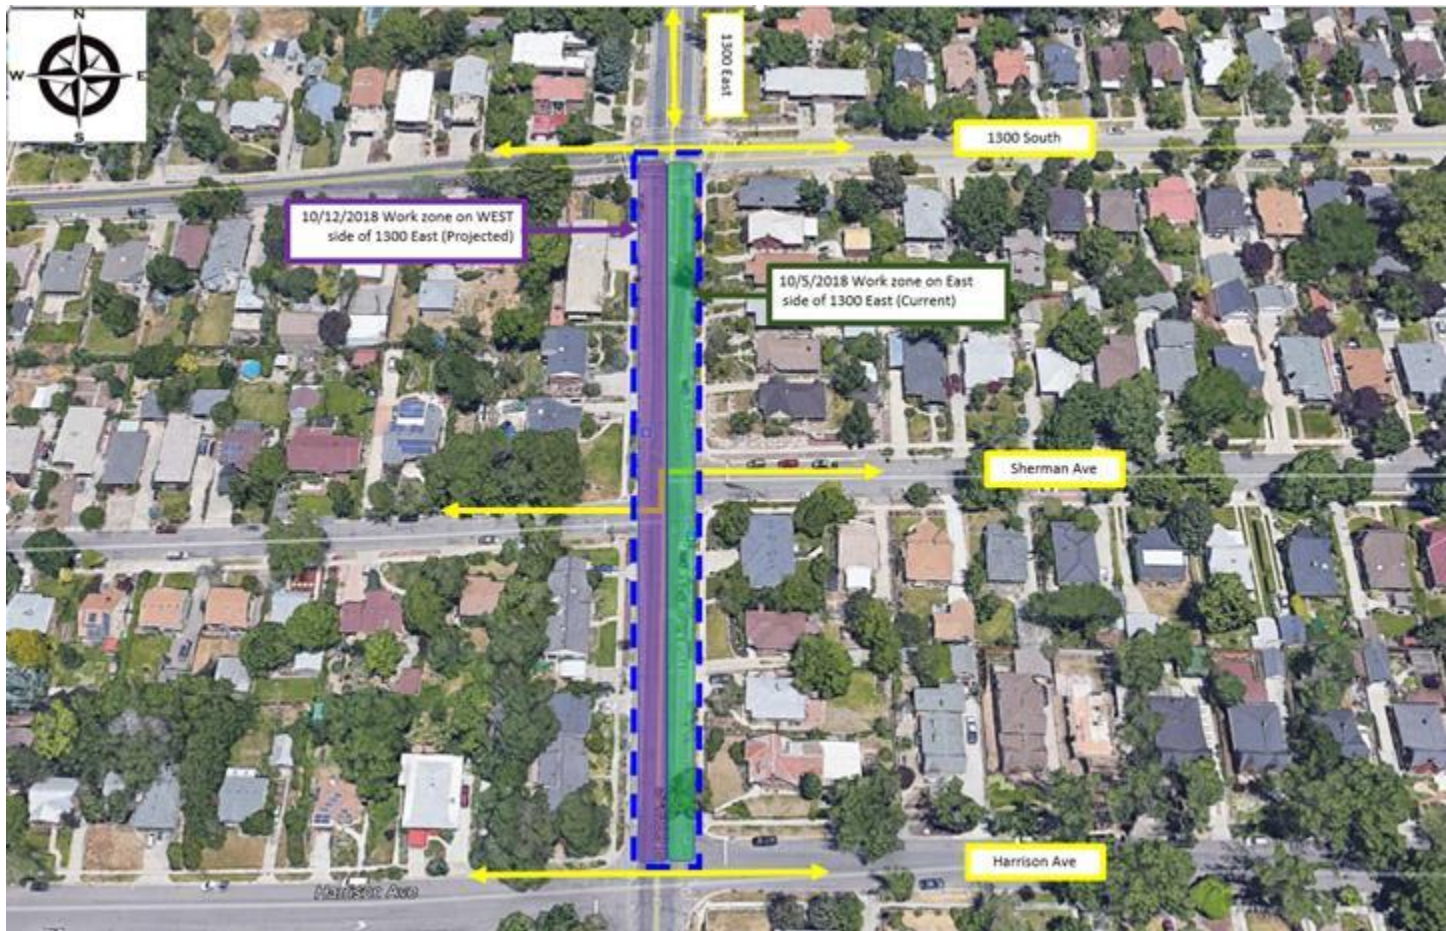 N
W
E
S
1300 East
1300 South
10/12/2018 Work zone on WEST
side of 1300 East (Projected)
10/5/2018 Work zone on East
side of 1300 East (Current)
Sherman Ave
Harrison Ave
Harrison Ave